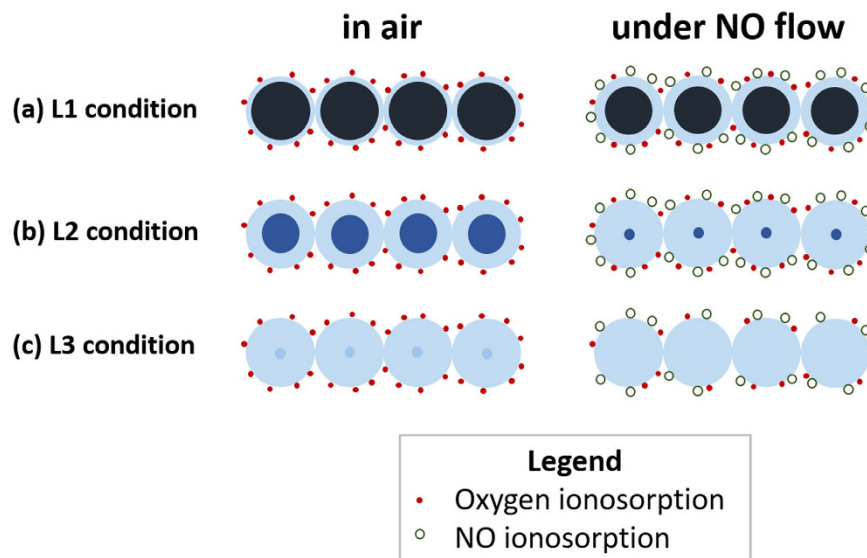 in air
under NO flow
(a) L1 condition
(b) L2 condition
(c) L3 condition
Legend
Oxygen ionosorption
NO ionosorption